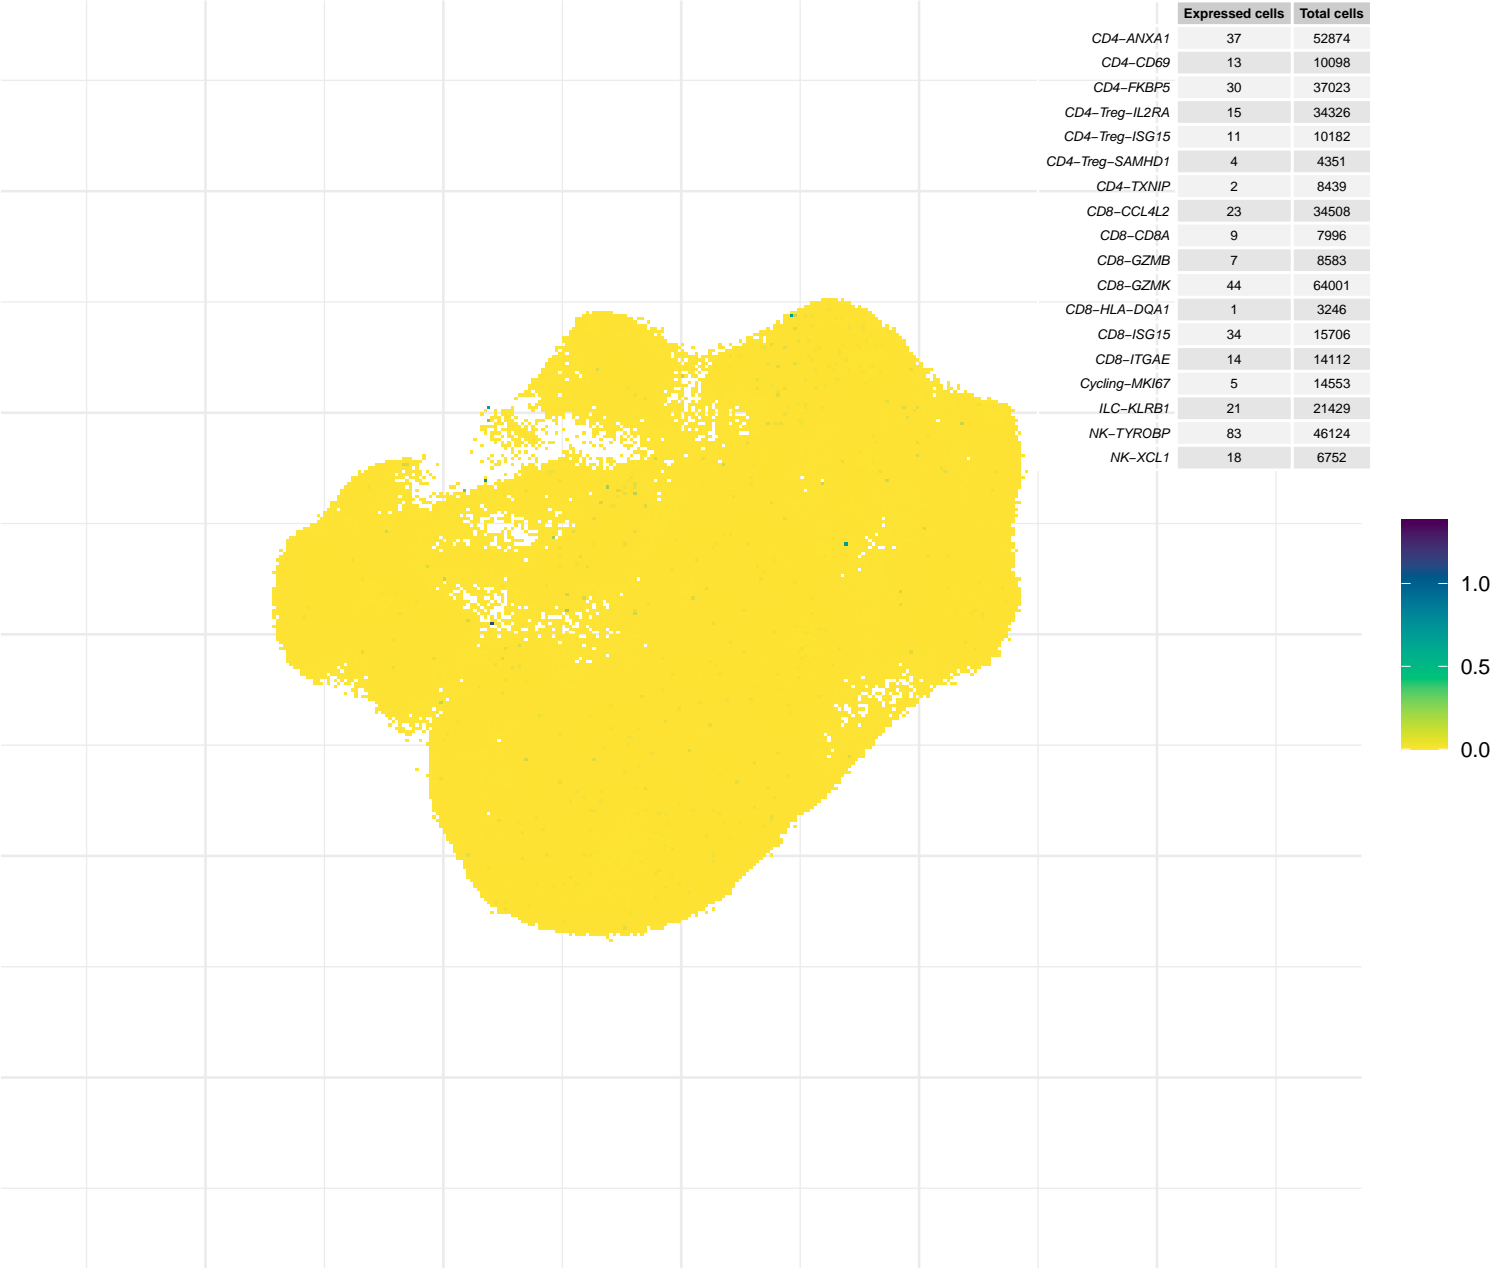 Expressed cells Total cells
CD4−ANXA1 37 52874
CD4−CD69 13 10098
CD4−FKBP5 30 37023
CD4−Treg−IL2RA 15 34326
CD4−Treg−ISG15 11 10182
CD4−Treg−SAMHD1 4 4351
CD4−TXNIP 2 8439
CD8−CCL4L2 23 34508
CD8−CD8A 9 7996
CD8−GZMB 7 8583
CD8−GZMK 44 64001
CD8−HLA−DQA1 1 3246
CD8−ISG15 34 15706
CD8−ITGAE 14 14112
Cycling−MKI67 5 14553
ILC−KLRB1 21 21429
NK−TYROBP 83 46124
NK−XCL1 18 6752
1.0
0.5
0.0